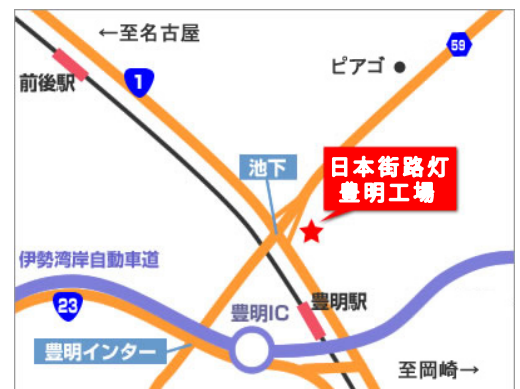 ←至名古屋
59
ピアゴ
前後駅
1
池下
日本街路灯
豊明工場
伊勢湾岸自動車道
23
豊明IC
豊明駅
豊明インター
至岡崎→